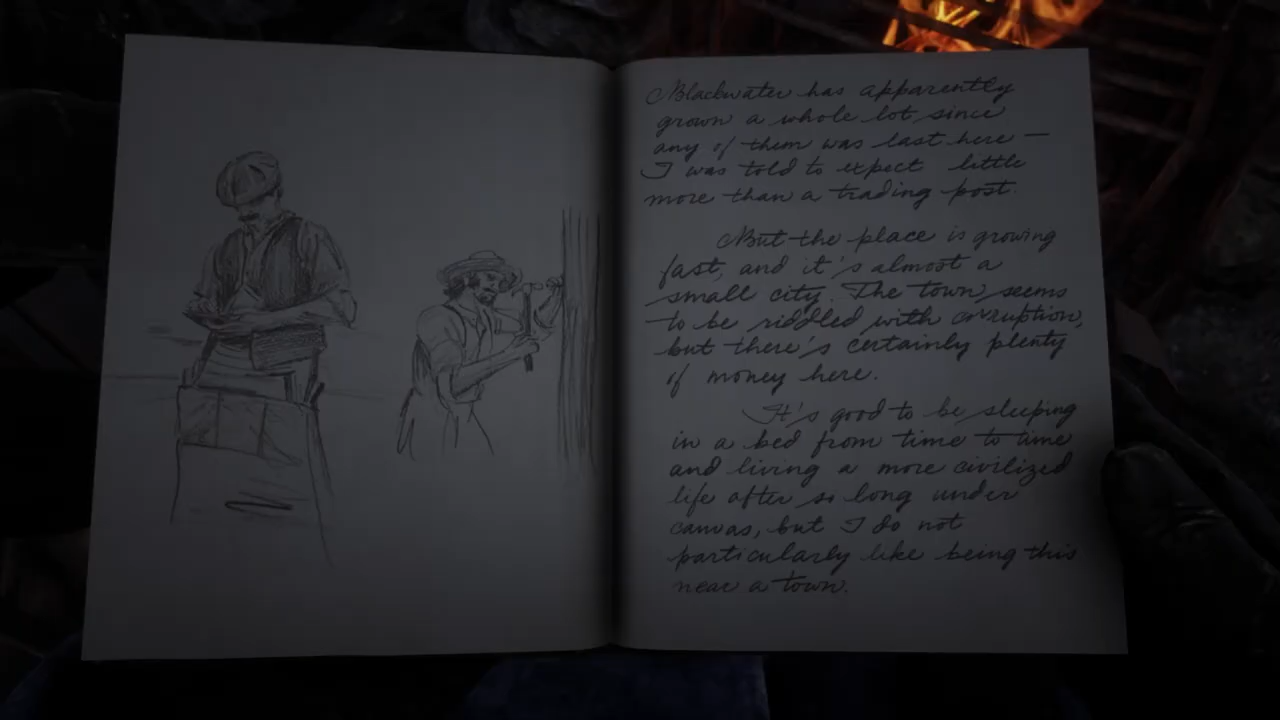 Blackwater has apparently
grown a whole lot since
any of them was last here —
I was told to expect little
more than a trading post.
But the place is growing
fast, and it's almost a
small city. The town seems
to be riddled with corruption,
but there's certainly plenty
of money here.
It's good to be sleeping
in a bed from time to time
and living a more civilized
life after so long under
canvas, but I do not
particularly like being this
near a town.